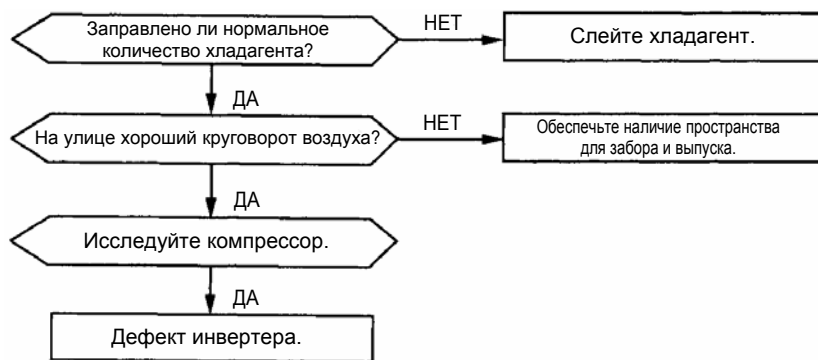 Заправлено ли нормальное
количество хладагента?
НЕТ
Слейте хладагент.
ДА
На улице хороший круговорот воздуха?
НЕТ
Обеспечьте наличие пространства
для забора и выпуска.
ДА
Исследуйте компрессор.
ДА
Дефект инвертера.